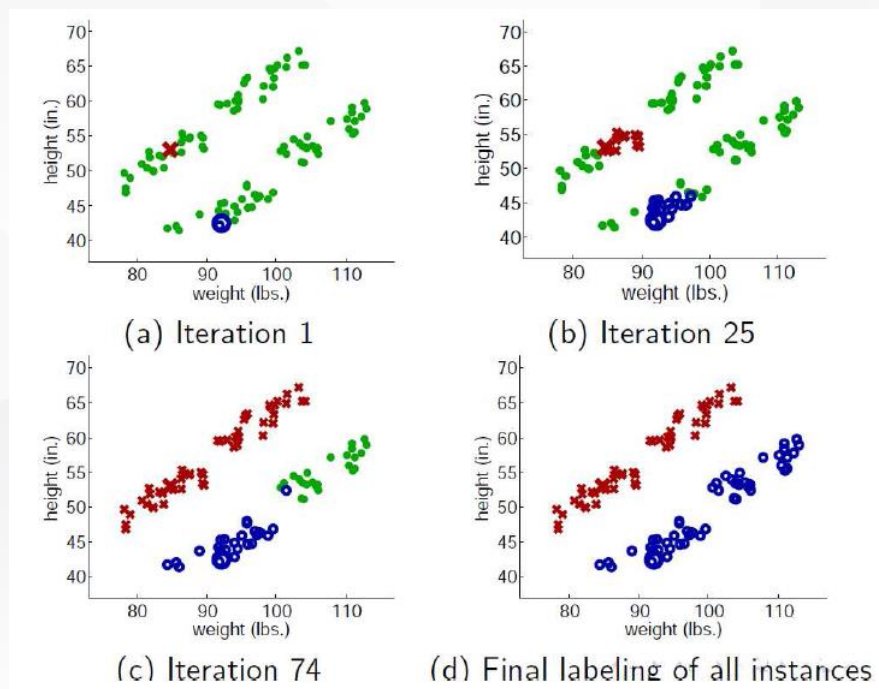 70
65
60
55
50
45
40
height (in.)
80 90 100 110
weight (lbs.)
(a) Iteration 1
70
65
60
55
50
45
40
height (in.)
80 90 100 110
weight (lbs.)
(b) Iteration 25
70
65
60
55
50
45
40
height (in.)
80 90 100 110
weight (lbs.)
(c) Iteration 74
70
65
60
55
50
45
40
height (in.)
80 90 100 110
weight (lbs.)
(d) Final labeling of all instances